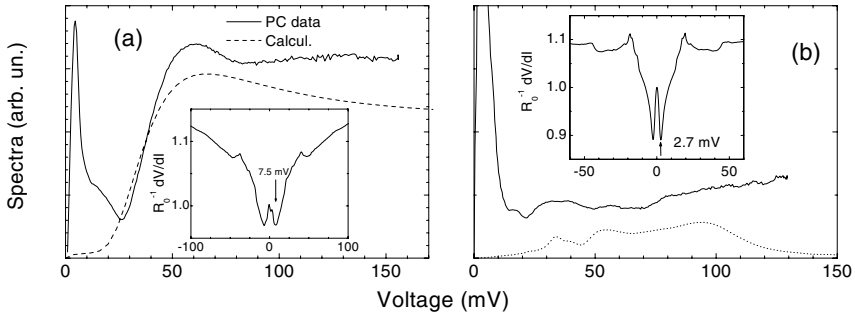 PC data
Calcul.
(a)
(b)
Spectra (arb. un.)
R₀⁻¹ dV/dI
1.1
1.0
7.5 mV
-100
0
100
0
50
100
150
R₀⁻¹ dV/dI
1.1
1.0
0.9
2.7 mV
-50
0
50
0
50
100
150
Voltage (mV)